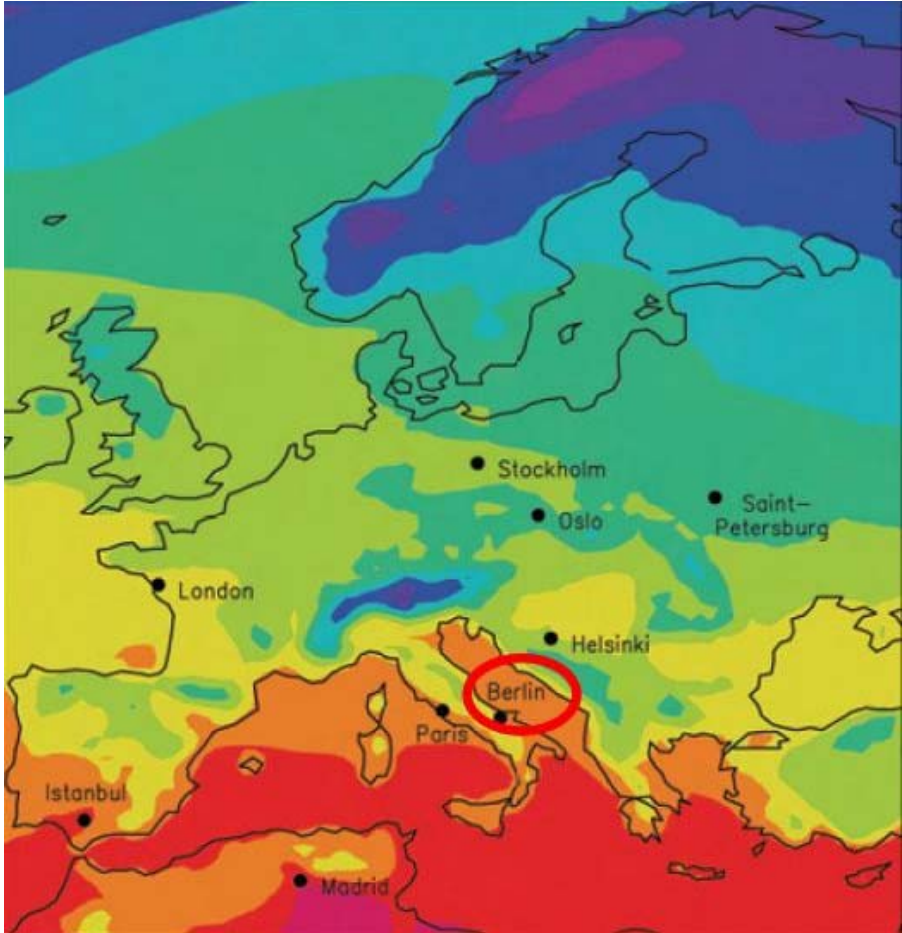 Stockholm
Saint-
Petersburg
Oslo
London
Helsinki
Berlin
Paris
Istanbul
Madrid